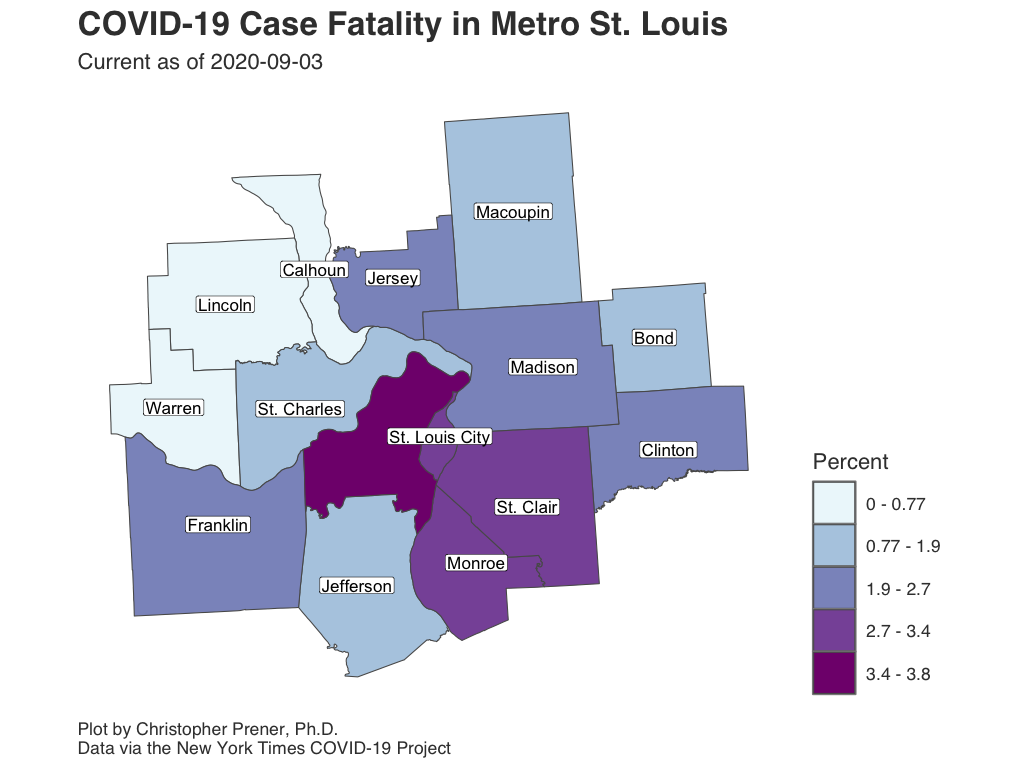 COVID-19 Case Fatality in Metro St. Louis
Current as of 2020-09-03
Macoupin
Calhoun
Jersey
Lincoln
Bond
Madison
Warren
St. Charles
St. Louis City
Clinton
Franklin
St. Clair
Monroe
Jefferson
Percent
0 - 0.77
0.77 - 1.9
1.9 - 2.7
2.7 - 3.4
3.4 - 3.8
Plot by Christopher Prener, Ph.D.
Data via the New York Times COVID-19 Project